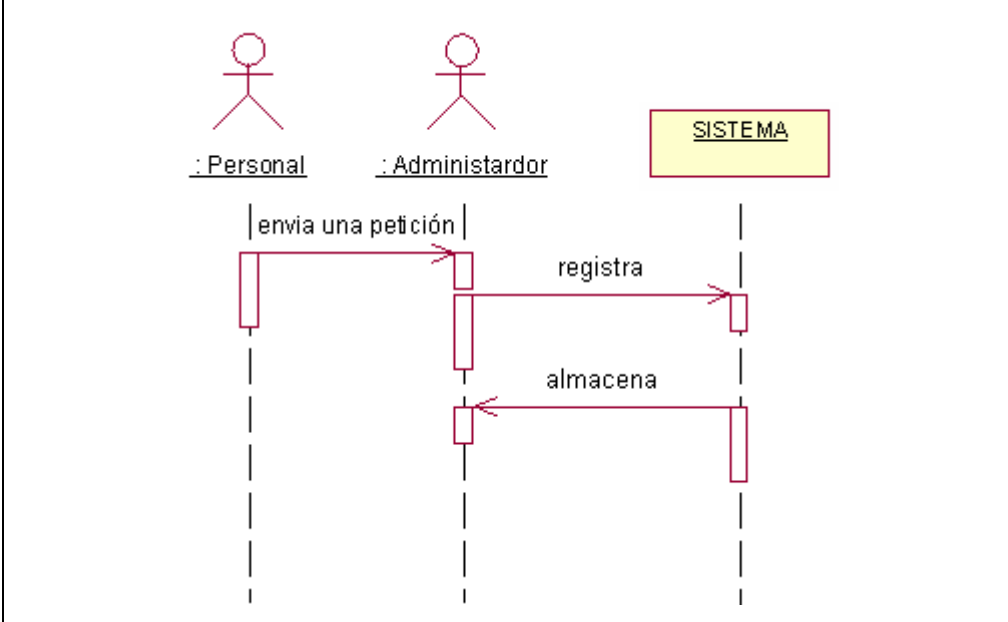 : Personal
: Administardor
SISTEMA
envia una petición
registra
almacena